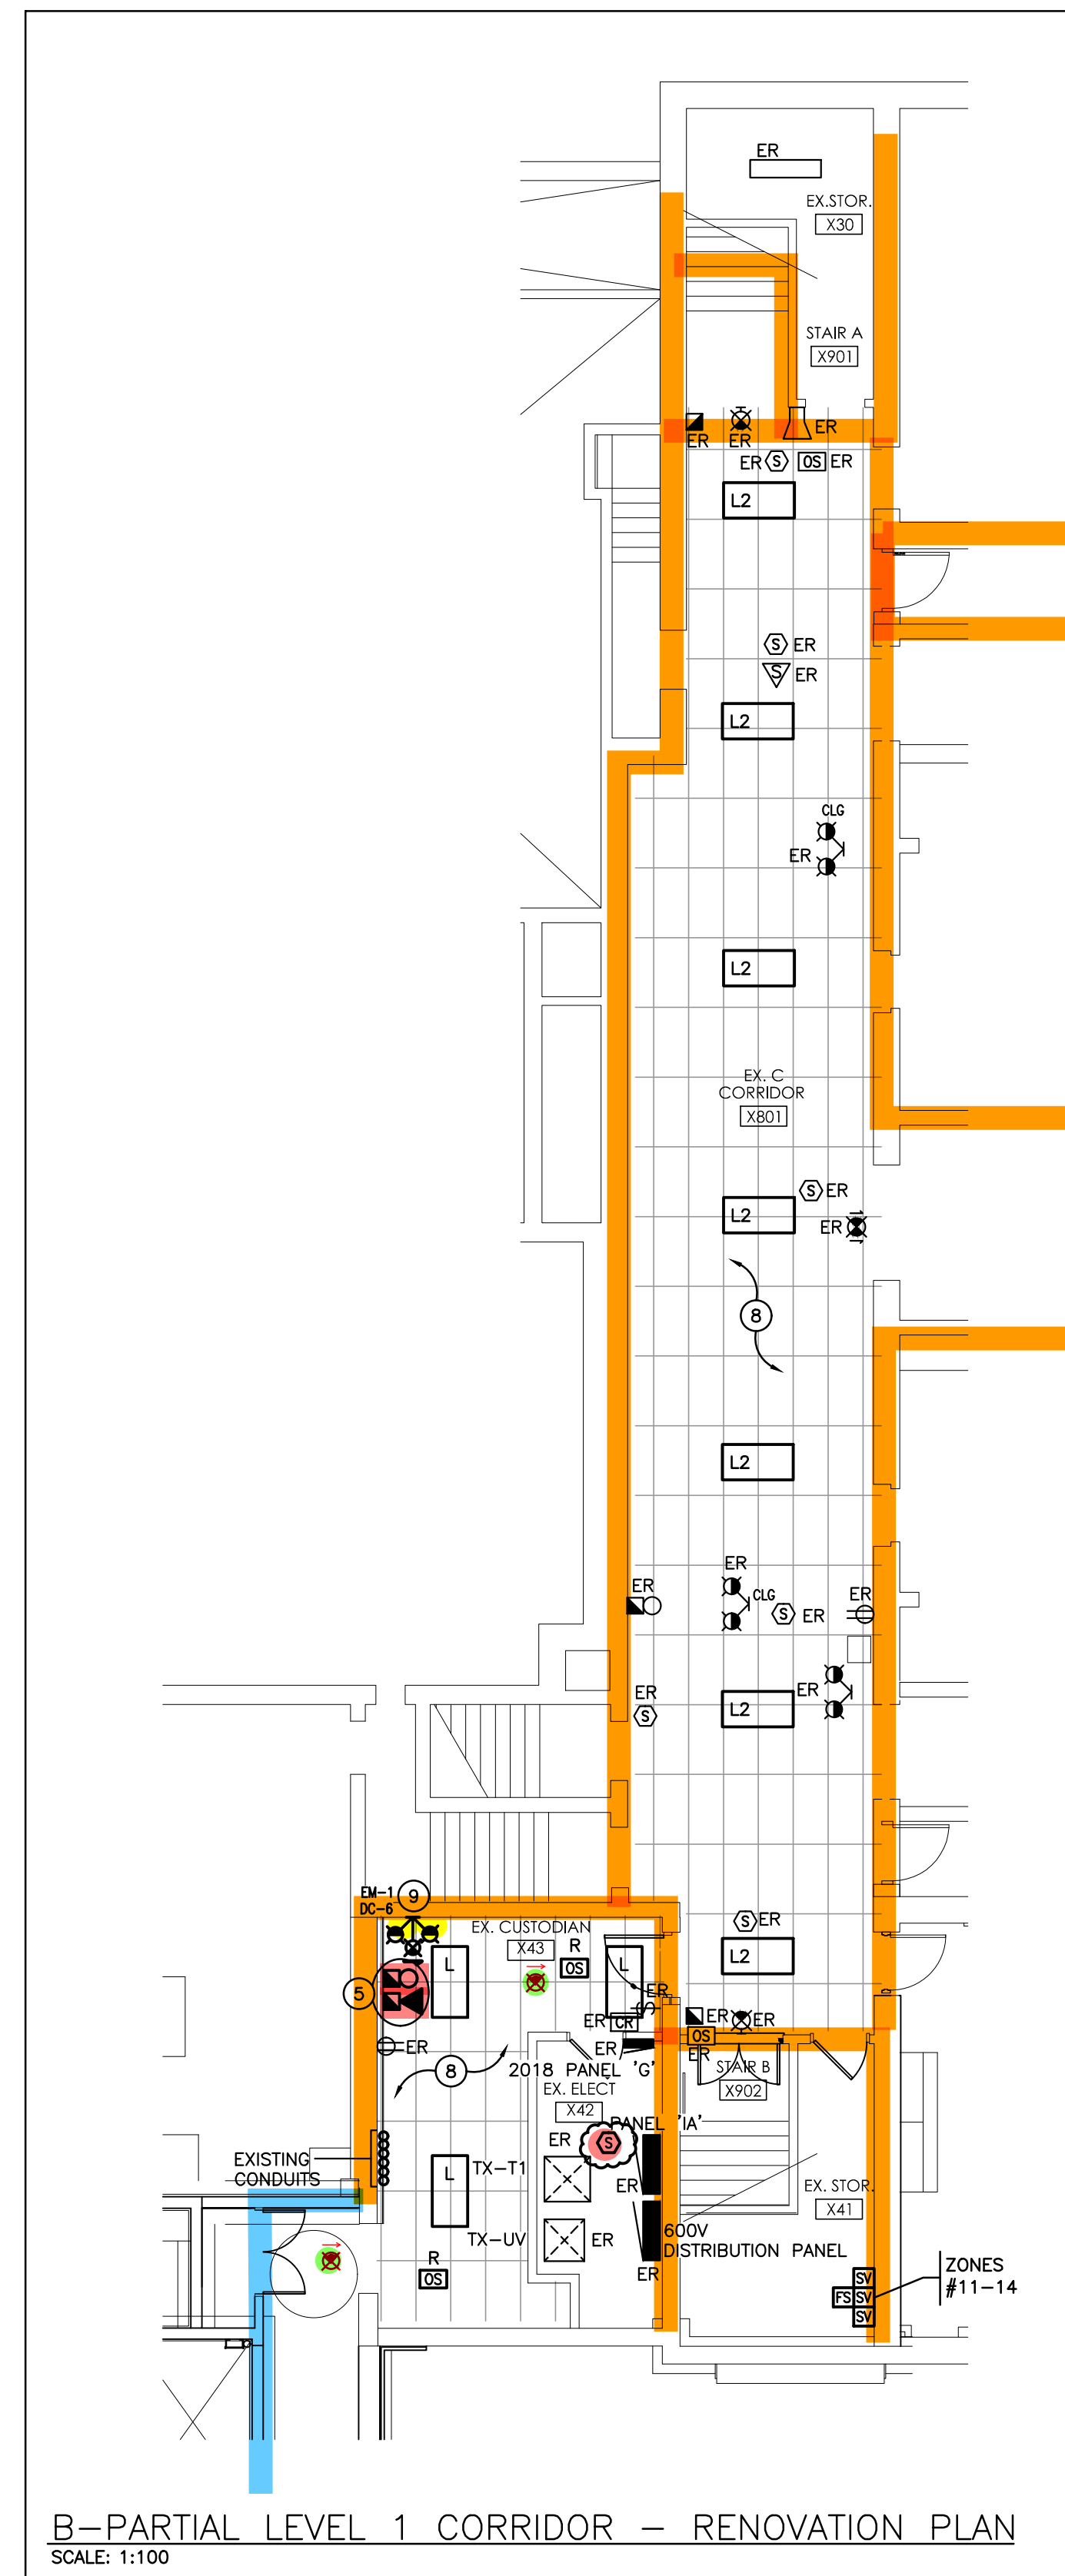 ER
EX.STOR.
X30
STAIR A
X901
ER
ER ER
ER S OS ER
L2
S ER
S ER
L2
CLG
ER
L2
EX. C
CORRIDOR
X801
S ER
L2
ER
8
L2
ER
ER
CLG
S ER
ER
ER
ER
L2
S
EM-1
DC-6
9
S ER
EX. CUSTODIAN
X43
R
OS
L
L
L2
5
ER
ER
CR
ER
ER
OS
ER
ER
8
ER
2018 PANEL 'G'
STAIR B
X902
EX. ELECT
X42
PANEL 'IA'
S
ER
EXISTING
CONDUITS
L
TX-T1
ER
EX. STOR.
X41
TX-UV
ER
600V
DISTRIBUTION PANEL
R
OS
ER
SV
FS SV
SV
ZONES
#11-14
B-PARTIAL LEVEL 1 CORRIDOR - RENOVATION PLAN
SCALE: 1:100